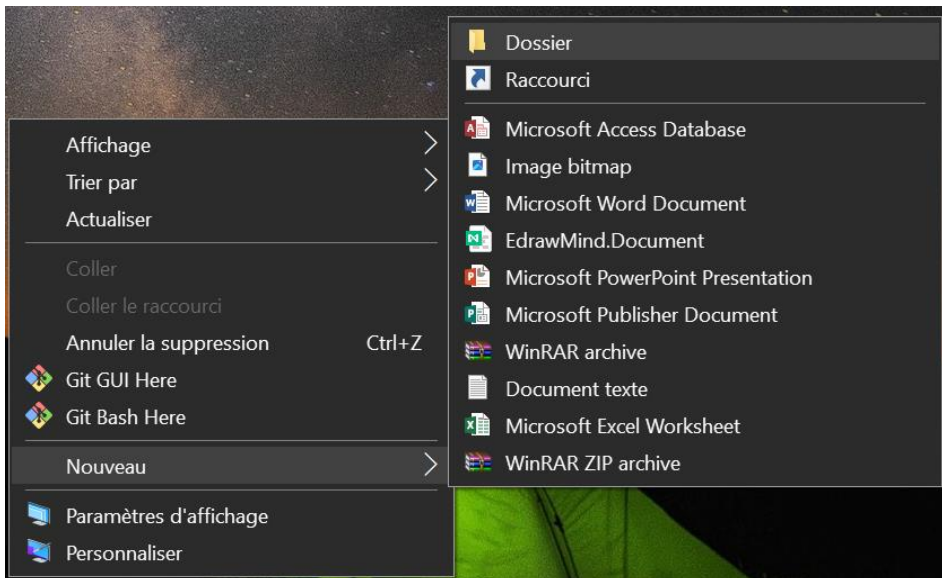 Affichage
Trier par
Actualiser
Coller
Coller le raccourci
Annuler la suppression Ctrl+Z
Git GUI Here
Git Bash Here
Nouveau
Paramètres d'affichage
Personnaliser
Dossier
Raccourci
Microsoft Access Database
Image bitmap
Microsoft Word Document
EdrawMind.Document
Microsoft PowerPoint Presentation
Microsoft Publisher Document
WinRAR archive
Document texte
Microsoft Excel Worksheet
WinRAR ZIP archive